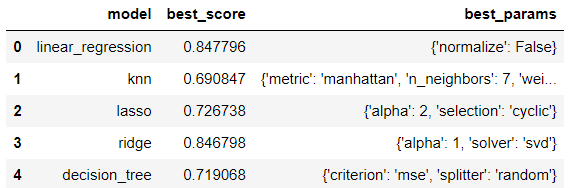 model best_score best_params
0 linear_regression 0.847796 {'normalize': False}
1 knn 0.690847 {'metric': 'manhattan', 'n_neighbors': 7, 'wei...
2 lasso 0.726738 {'alpha': 2, 'selection': 'cyclic'}
3 ridge 0.846798 {'alpha': 1, 'solver': 'svd'}
4 decision_tree 0.719068 {'criterion': 'mse', 'splitter': 'random'}